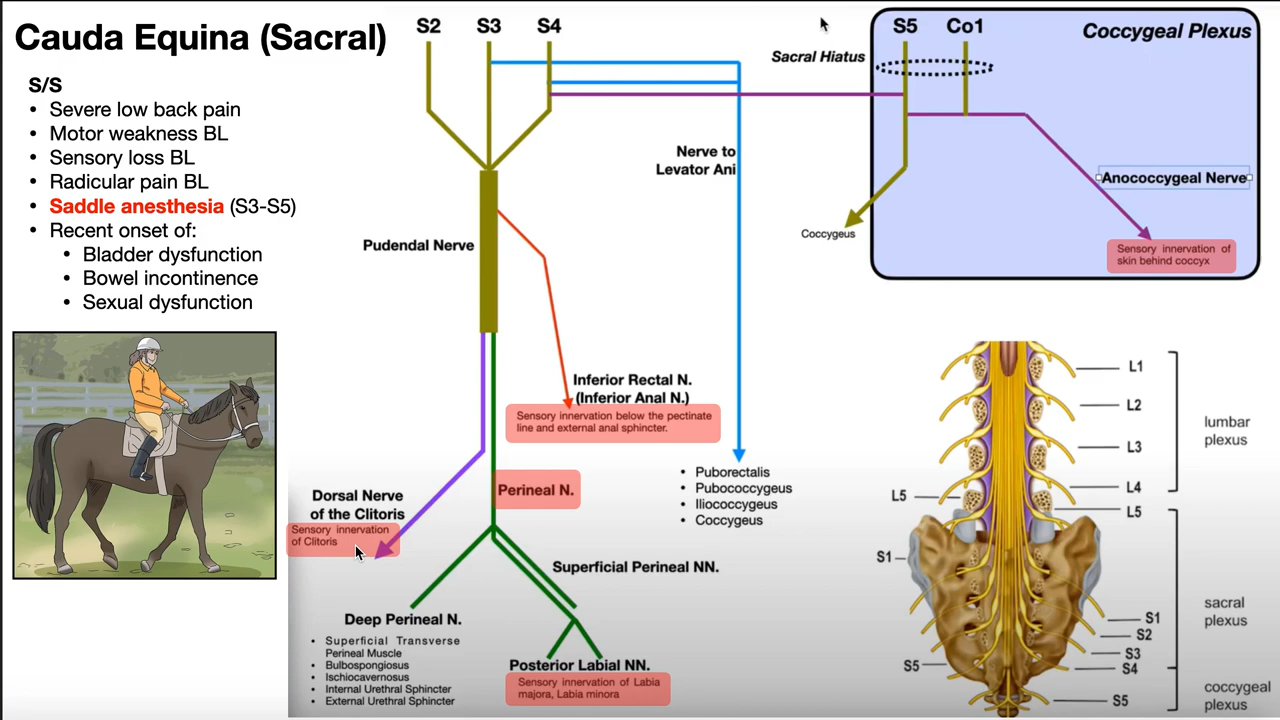 Cauda Equina (Sacral)
S/S
• Severe low back pain
• Motor weakness BL
• Sensory loss BL
• Radicular pain BL
• Saddle anesthesia (S3-S5)
• Recent onset of:
• Bladder dysfunction
• Bowel incontinence
• Sexual dysfunction
S2
S3
S4
Sacral Hiatus
S5
Co1
Coccygeal Plexus
Nerve to
Levator Ani
Anococcygeal Nerve
Coccygeus
Sensory innervation of
skin behind coccyx
Pudendal Nerve
Inferior Rectal N.
(Inferior Anal N.)
Sensory innervation below the pectinate
line and external anal sphincter.
• Puborectalis
• Pubococcygeus
• Iliococcygeus
• Coccygeus
Perineal N.
Dorsal Nerve
of the Clitoris
Sensory innervation
of Clitoris
Superficial Perineal NN.
Deep Perineal N.
• Superficial Transverse
Perineal Muscle
• Bulbospongiosus
• Ischiocavernosus
• Internal Urethral Sphincter
• External Urethral Sphincter
Posterior Labial NN.
Sensory innervation of Labia
majora, Labia minora
L1
L2
L3
L4
L5
L5
S1
S1
S2
S3
S4
S5
S5
lumbar
plexus
sacral
plexus
coccygeal
plexus